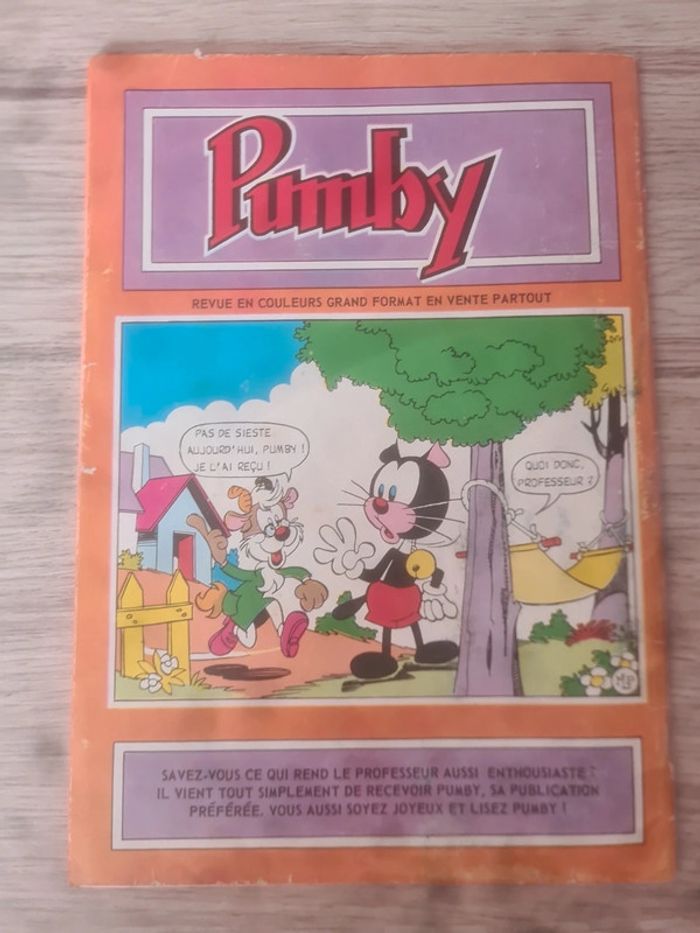 Pumby
REVUE EN COULEURS GRAND FORMAT EN VENTE PARTOUT
PAS DE SIESTE
AUJOURD'HUI, PUMBY !
JE L'AI REÇU !
QUOI DONC,
PROFESSEUR ?
SAVEZ-VOUS CE QUI REND LE PROFESSEUR AUSSI ENTHOUSIASTE ?
IL VIENT TOUT SIMPLEMENT DE RECEVOIR PUMBY, SA PUBLICATION
PRÉFÉRÉE. VOUS AUSSI SOYEZ JOYEUX ET LISEZ PUMBY !